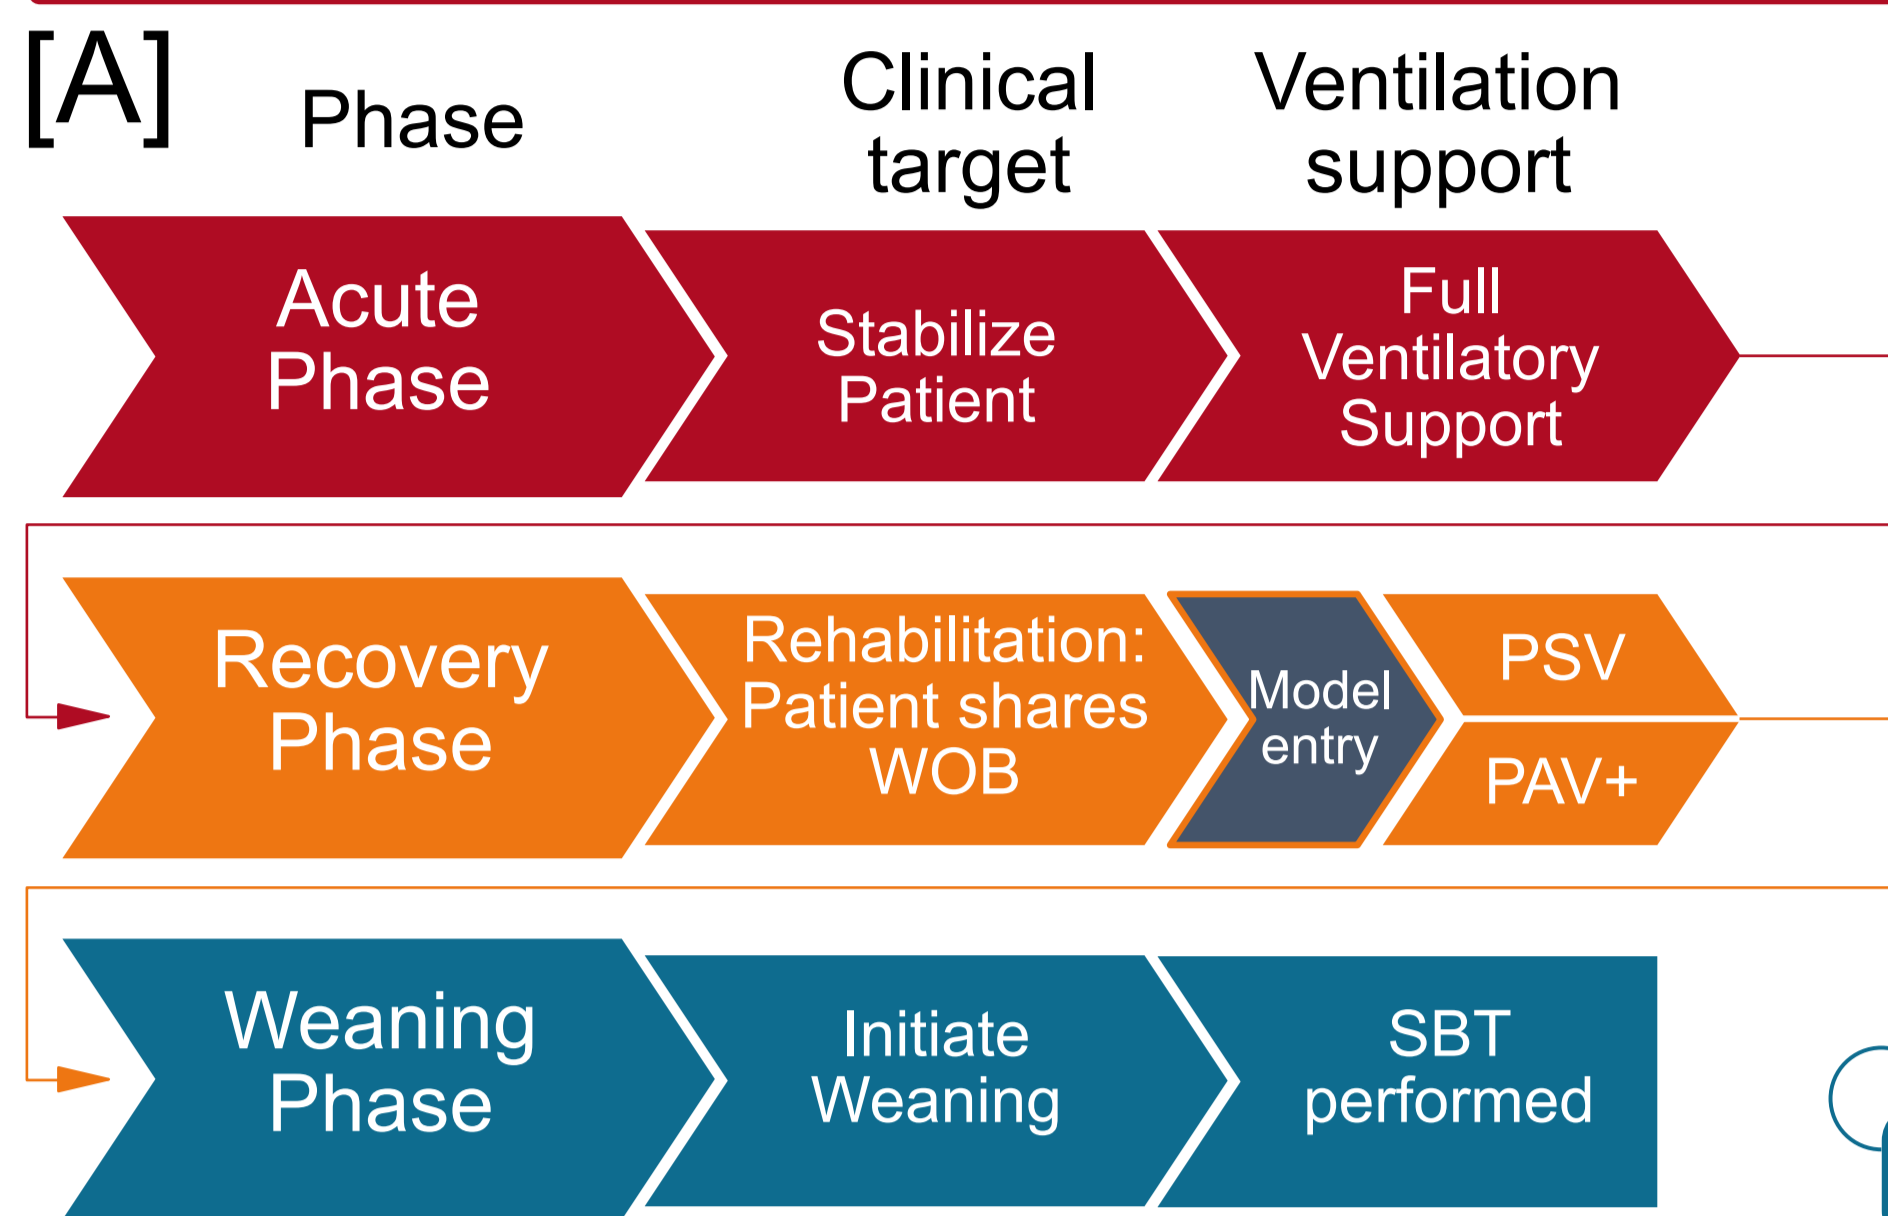 [A]
Phase
Clinical
target
Ventilation
support
Acute
Phase
Stabilize
Patient
Full
Ventilatory
Support
Recovery
Phase
Rehabilitation:
Patient shares
WOB
Model
entry
PSV
PAV+
Weaning
Phase
Initiate
Weaning
SBT
performed